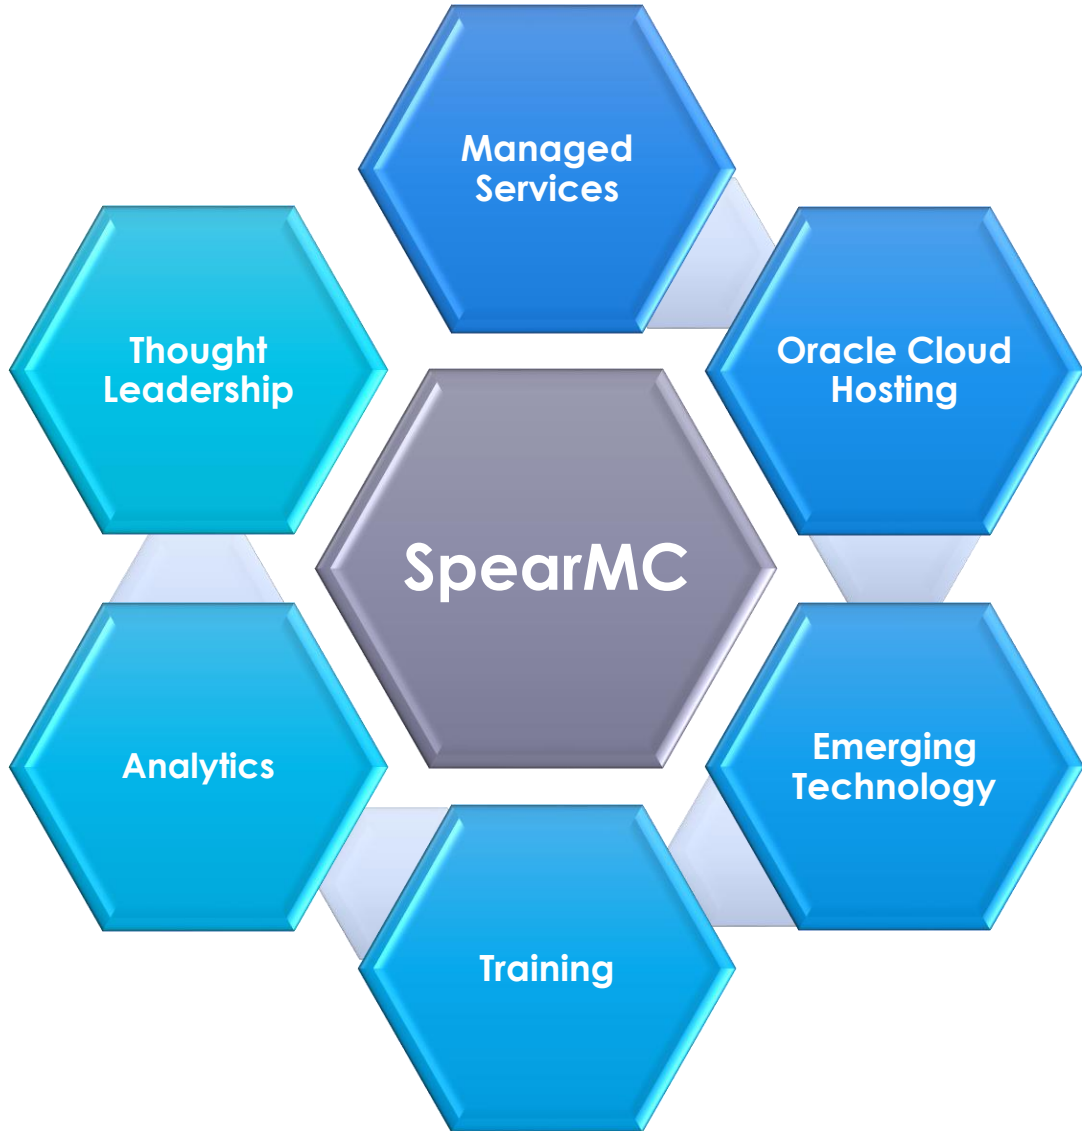 Managed
Services
Oracle Cloud
Hosting
Emerging
Technology
Training
Analytics
Thought
Leadership
SpearMC